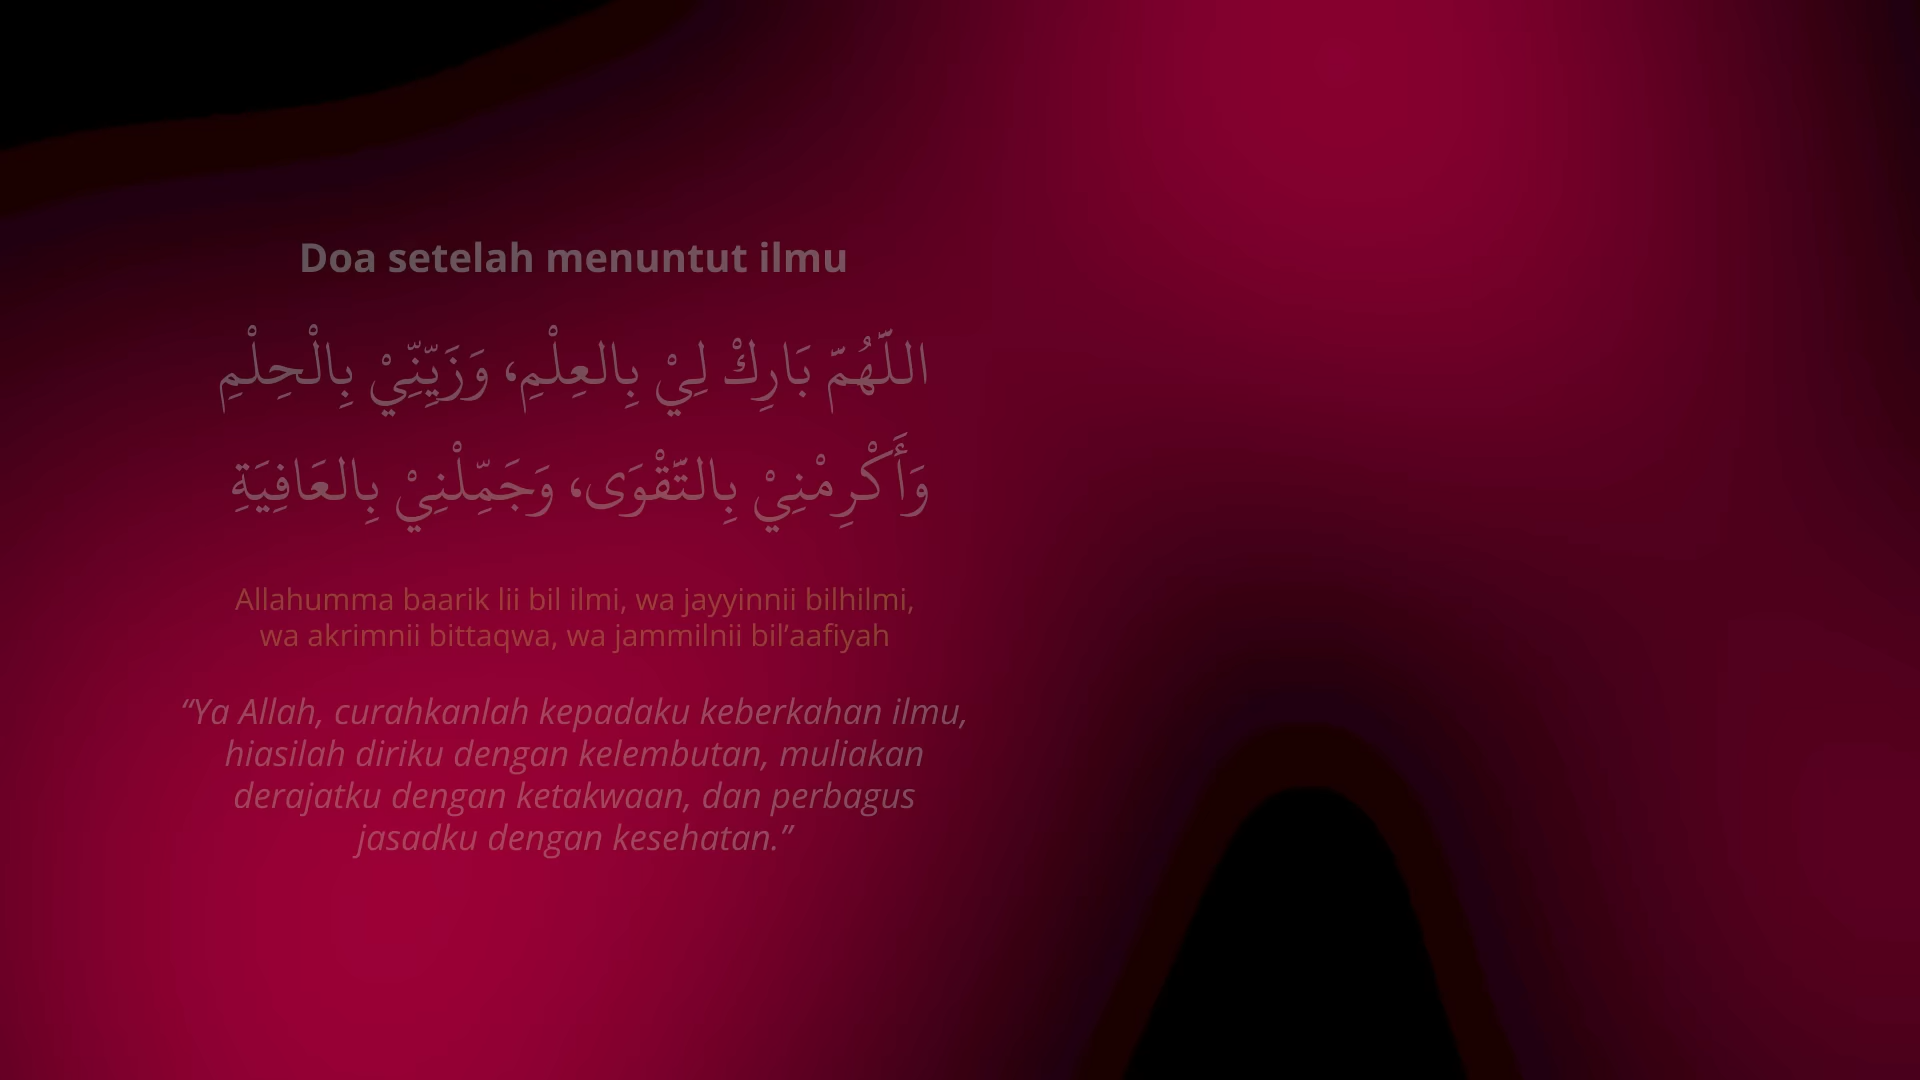 Doa setelah menuntut ilmu
اللّهُمّ بَارِكْ لِيْ بِالعِلْمِ، وَزَيِّنِّيْ بِالْحِلْمِ
وَأَكْرِمْنِيْ بِالتّقْوَى، وَجَمِّلْنِيْ بِالعَافِيَةِ
Allahumma baarik lii bil ilmi, wa jayyinnii bilhilmi,
wa akrimnii bittaqwa, wa jammilnii bil’aafiyah
“Ya Allah, curahkanlah kepadaku keberkahan ilmu,
hiasilah diriku dengan kelembutan, muliakan
derajatku dengan ketakwaan, dan perbagus
jasadku dengan kesehatan.”